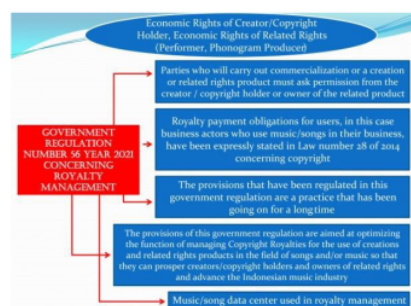 Economic Rights of Creator/Copyright
Holder, Economic Rights of Related Rights
(Performer, Phonogram Producer)
Parties who will carry out commercialization or a creation
or related rights product must ask permission from the
creator / copyright holder or owner of the related product
GOVERNMENT
REGULATION
NUMBER 56 YEAR 2021
CONCERNING
ROYALTY
MANAGEMENT
Royalty payment obligations for users, in this case
business actors who use music/songs in their business,
have been expressly stated in Law number 28 of 2014
concerning copyright
The provisions that have been regulated in this
government regulation are a practice that has been
going on for a long time
The provisions of this government regulation are aimed at optimizing
the function of managing Copyright Royalties for the use of creations
and related rights products in the field of songs and/or music so that
they can prosper creators/copyright holders and owners of related rights
and advance the Indonesian music industry
Music/song data center used in royalty management